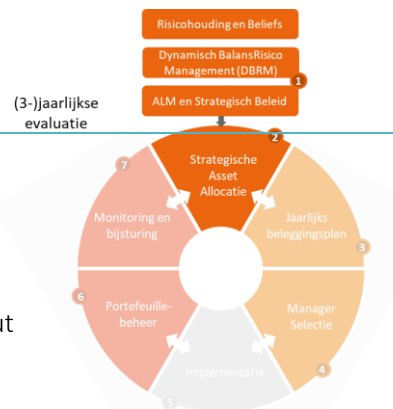 Risicohouding en Beliefs
Dynamisch BalansRisico
Management (DBRM)
1
ALM en Strategisch Beleid
(3-)jaarlijkse
evaluatie
2
Strategische
Asset
Allocatie
7
Monitoring en
bijsturing
Jaarlijks
beleggingsplan
3
6
Portefeuille-
beheer
Manager
Selectie
ut
4
Implementatie
5